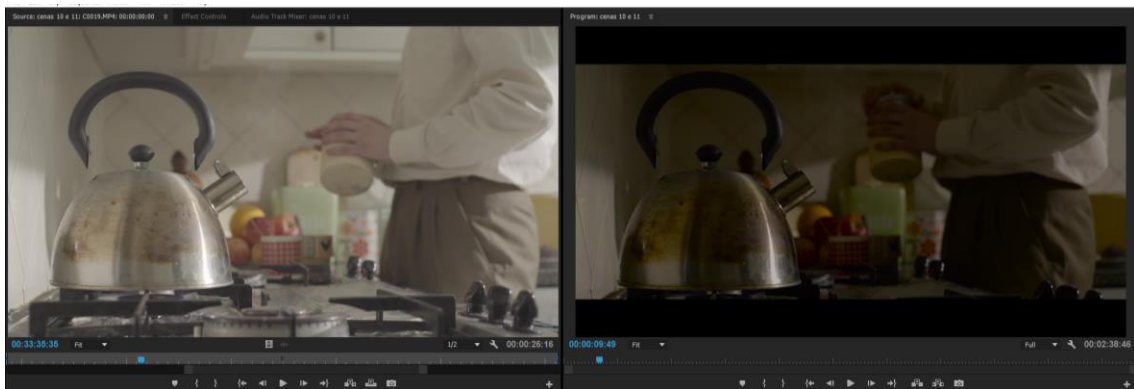 Source: cenas 10 e 11: C0019.MP4: 00:00:00:00
Effect Controls
Audio Track Mixer: cenas 10 e 11
Program: cenas 10 e 11
00:33:35:35
Fit
1/2
00:00:26:16
00:00:09:49
Fit
Full
00:02:38:46